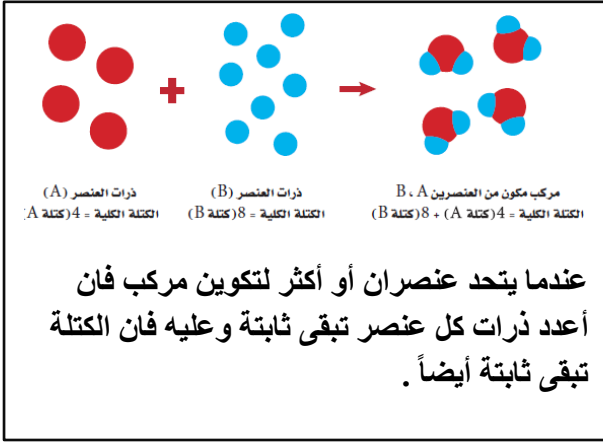 ذرات العنصر (A)
الكتلة الكلية = 4(كتلة A)
ذرات العنصر (B)
الكتلة الكلية = 8(كتلة B)
مركب مكون من العنصرين A ، B
الكتلة الكلية = 4(كتلة A) + 8(كتلة B)
عندما يتحد عنصران أو أكثر لتكوين مركب فان
أعدد ذرات كل عنصر تبقى ثابتة وعليه فان الكتلة
تبقى ثابتة أيضاً .